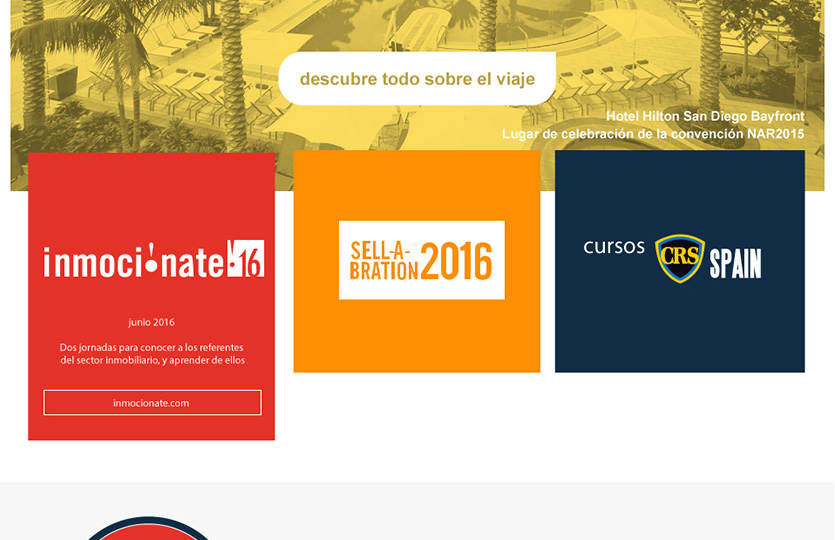 descubre todo sobre el viaje
Hotel Hilton San Diego Bayfront
Lugar de celebración de la convención NAR2015
inmoci!nate!16
junio 2016
Dos jornadas para conocer a los referentes
del sector inmobiliario, y aprender de ellos
inmocionate.com
SELL-A-
BRATION 2016
cursos CRS SPAIN